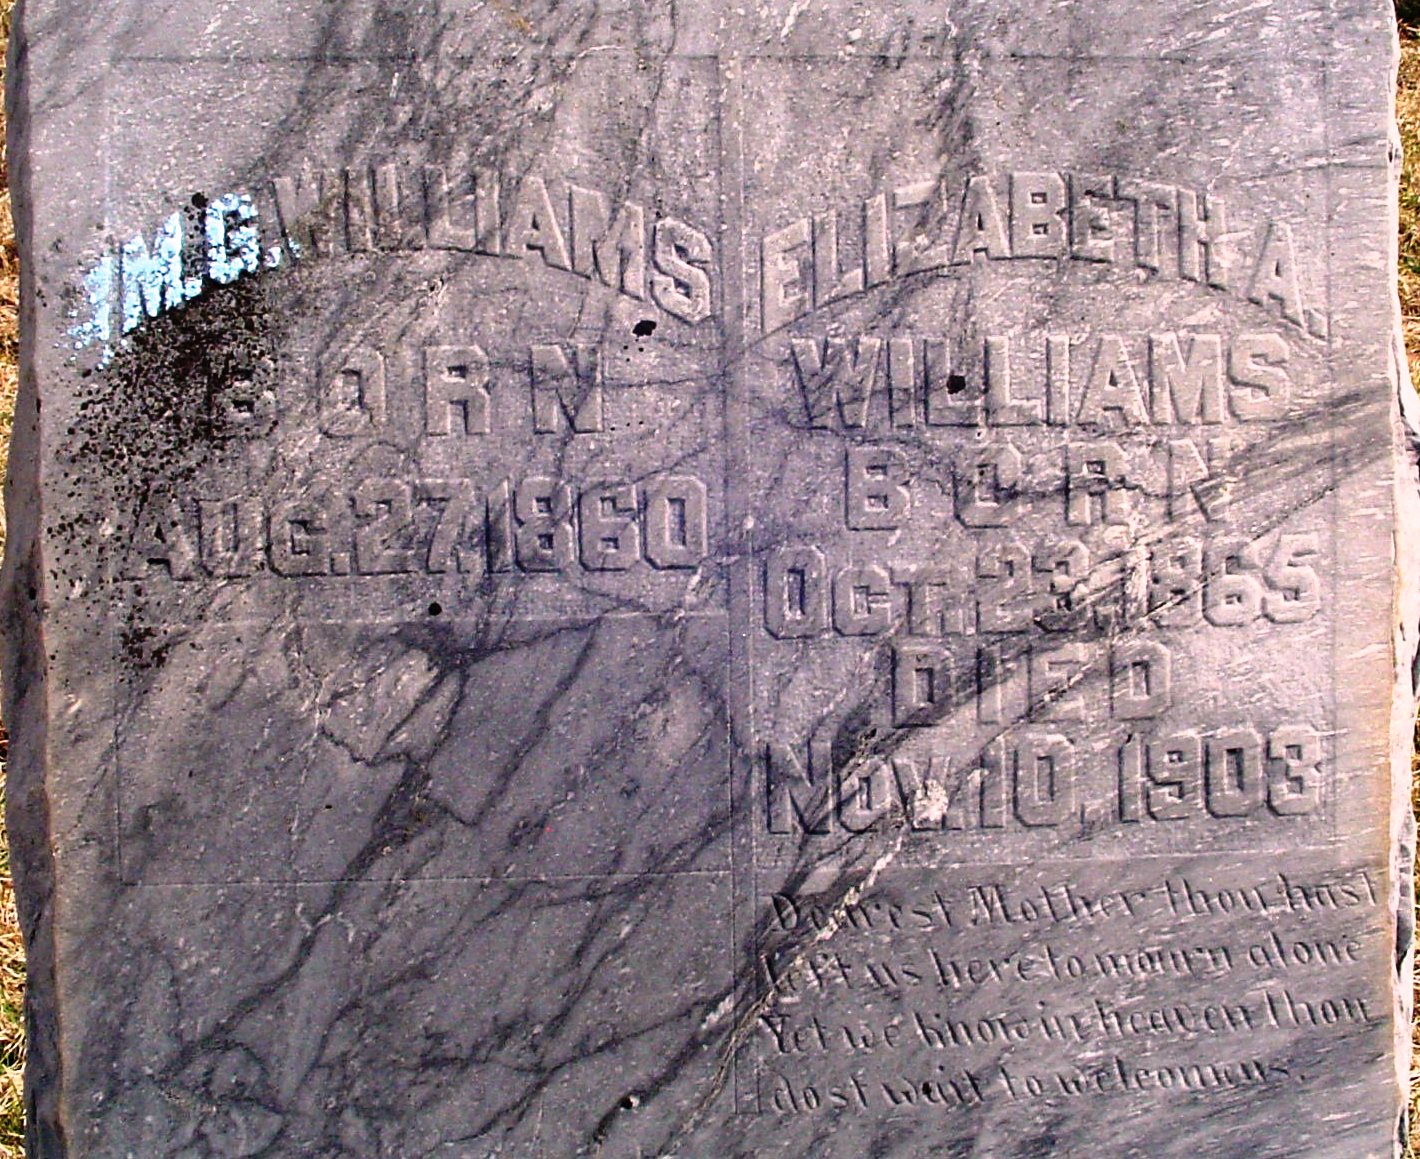 M.G. WILLIAMS
BORN
AUG. 27, 1860
ELIZABETH A.
WILLIAMS
BORN
OCT. 23, 1865
DIED
NOV. 10, 1903
Dearest Mother thou hast
left us here to mourn alone
Yet we know in heaven thou
dost wait to welcom us.